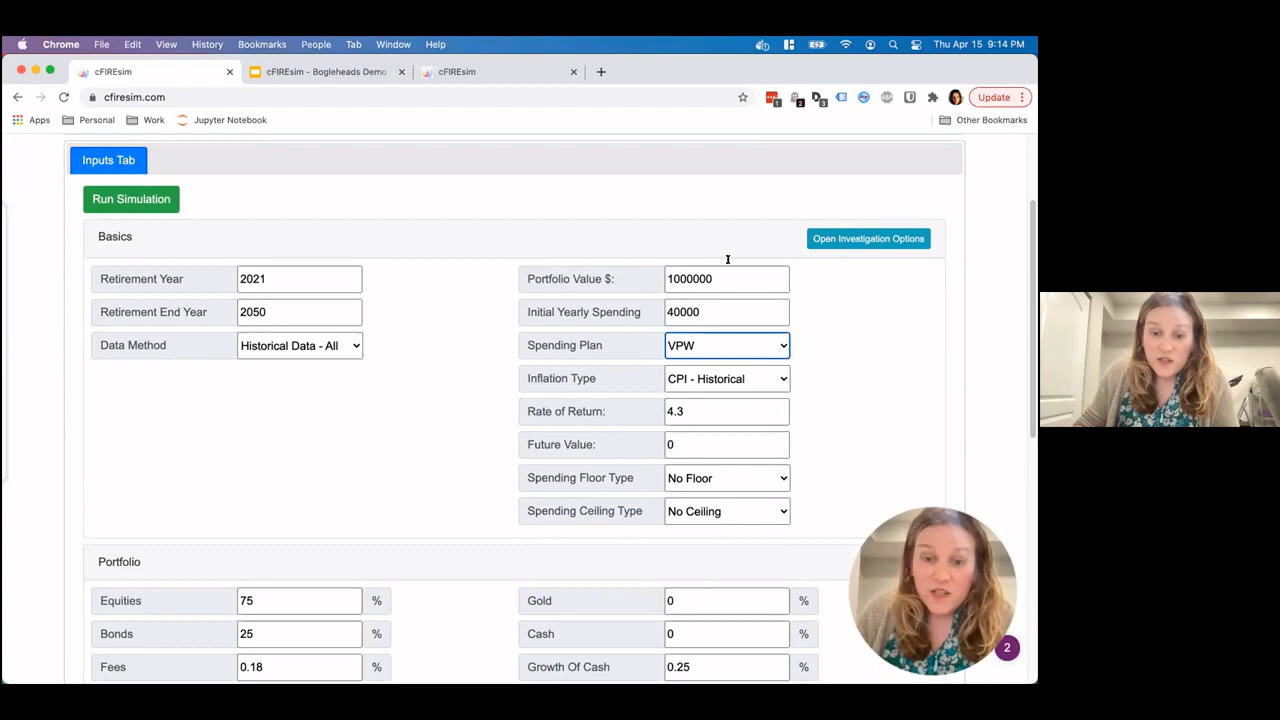 Chrome File Edit View History Bookmarks People Tab Window Help Thu Apr 15 9:14 PM
cFIREsim cFIREsim - Bogleheads Demo cFIREsim
cfiresim.com 1 2 3 ABP Update
Apps Personal Work Jupyter Notebook Other Bookmarks
Inputs Tab
Run Simulation
Basics Open Investigation Options
Retirement Year 2021 Portfolio Value $: 1000000
Retirement End Year 2050 Initial Yearly Spending 40000
Data Method Historical Data - All Spending Plan VPW
Inflation Type CPI - Historical
Rate of Return: 4.3
Future Value: 0
Spending Floor Type No Floor
Spending Ceiling Type No Ceiling
Portfolio
Equities 75 % Gold 0 %
Bonds 25 % Cash 0 %
Fees 0.18 % Growth Of Cash 0.25 %
2